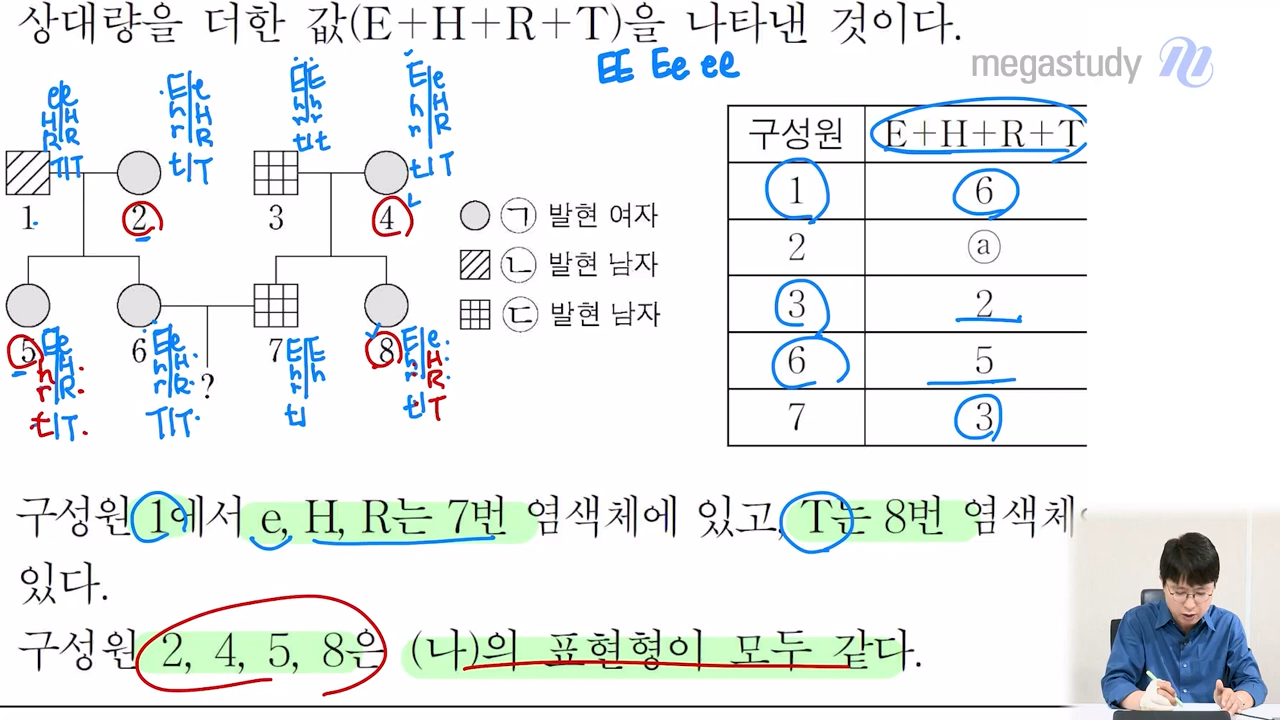 상대량을 더한 값(E+H+R+T)을 나타낸 것이다.
EE Ee ee
megastudy
ee
H H
R R
T T
E e
h H
r R
t T
E E
h h
r r
t t
E e
h H
r R
t T
구성원 E+H+R+T
1 6
2 ⓐ
3 2
6 5
7 3
1 2 3 4
㉠ 발현 여자
㉡ 발현 남자
㉢ 발현 남자
5 6 7 8
?
E e
h H
r R
t T
E e
h H
r R
T T
E E
h h
r
t
E e
h H
r R
t T
구성원 1에서 e, H, R는 7번 염색체에 있고, T는 8번 염색체
있다.
구성원 2, 4, 5, 8은 (나)의 표현형이 모두 같다.